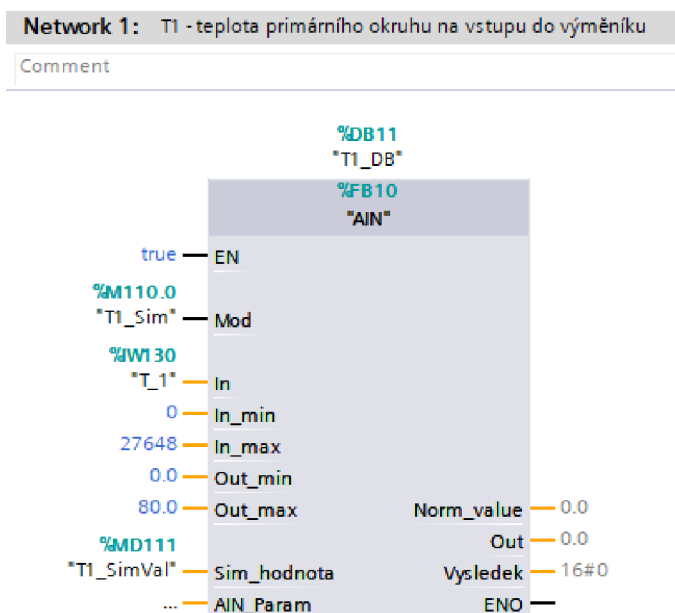 Network 1: T1 - teplota primárního okruhu na vstupu do výměníku
Comment
%DB11
"T1_DB"
%FB10
"AIN"
true EN
%M110.0
"T1_Sim" Mod
%IW130
"T_1" In
0 In_min
27648 In_max
0.0 Out_min
80.0 Out_max Norm_value 0.0
Out 0.0
%MD111
"T1_SimVal" Sim_hodnota Vysledek 16#0
... AIN_Param ENO